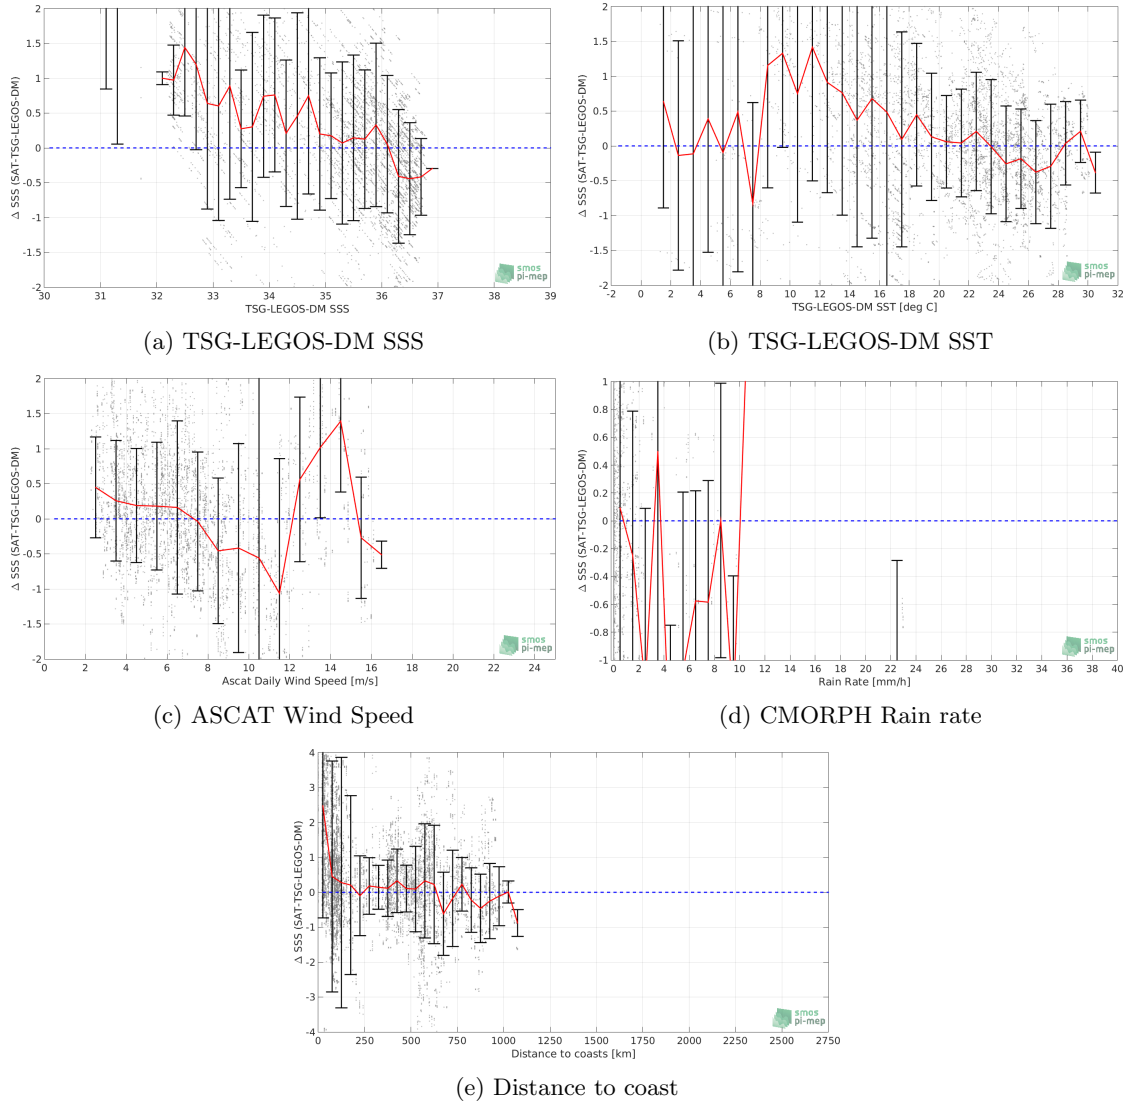 Δ SSS (SAT-TSG-LEGOS-DM)
2
1.5
1
0.5
0
-0.5
-1
-1.5
-2
30 31 32 33 34 35 36 37 38 39
TSG-LEGOS-DM SSS
smos
pi-mep
(a) TSG-LEGOS-DM SSS
Δ SSS (SAT-TSG-LEGOS-DM)
2
1.5
1
0.5
0
-0.5
-1
-1.5
-2
-2 0 2 4 6 8 10 12 14 16 18 20 22 24 26 28 30 32
TSG-LEGOS-DM SST [deg C]
smos
pi-mep
(b) TSG-LEGOS-DM SST
Δ SSS (SAT-TSG-LEGOS-DM)
2
1.5
1
0.5
0
-0.5
-1
-1.5
-2
0 2 4 6 8 10 12 14 16 18 20 22 24
Ascat Daily Wind Speed [m/s]
smos
pi-mep
(c) ASCAT Wind Speed
Δ SSS (SAT-TSG-LEGOS-DM)
1
0.8
0.6
0.4
0.2
0
-0.2
-0.4
-0.6
-0.8
-1
0 2 4 6 8 10 12 14 16 18 20 22 24 26 28 30 32 34 36 38 40
Rain Rate [mm/h]
smos
pi-mep
(d) CMORPH Rain rate
Δ SSS (SAT-TSG-LEGOS-DM)
4
3
2
1
0
-1
-2
-3
-4
0 250 500 750 1000 1250 1500 1750 2000 2250 2500 2750
Distance to coasts [km]
smos
pi-mep
(e) Distance to coast